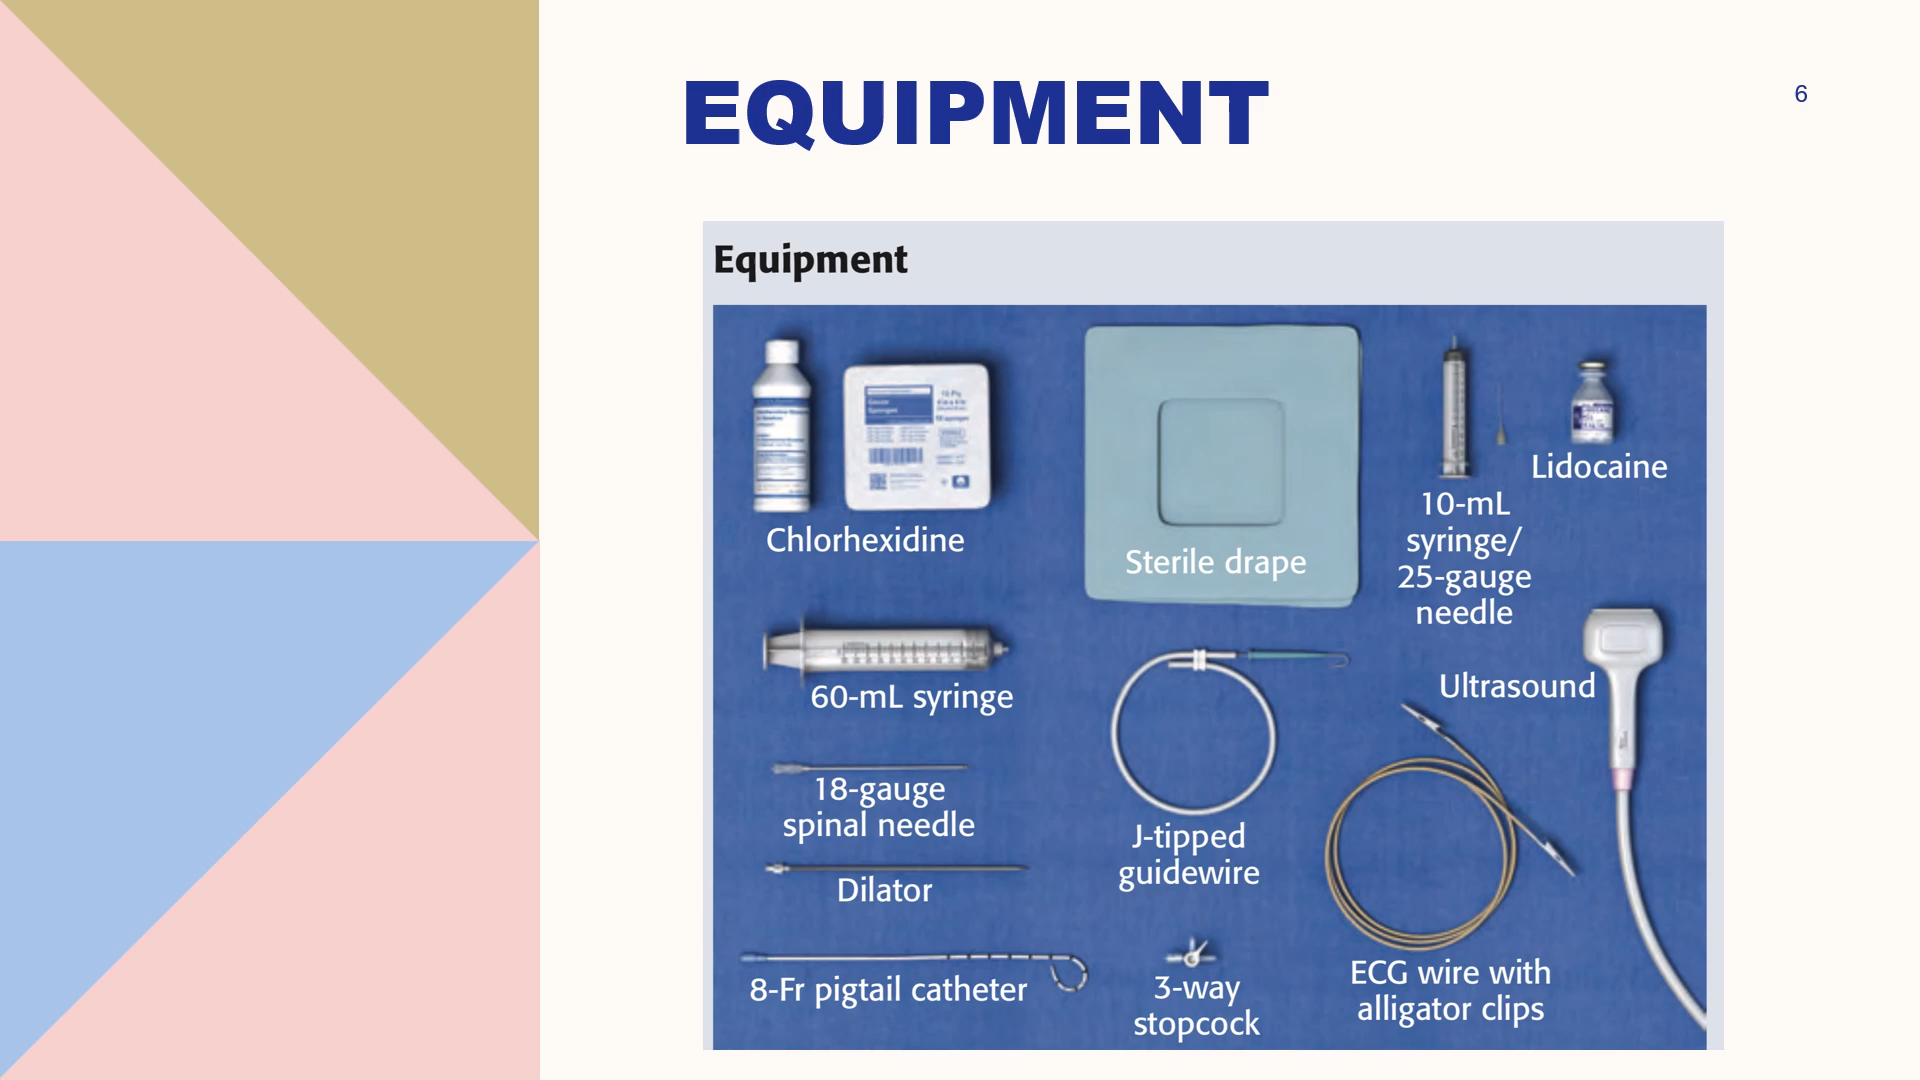 EQUIPMENT
6
Equipment
Chlorhexidine
Sterile drape
10-mL
syringe/
25-gauge
needle
Lidocaine
60-mL syringe
Ultrasound
18-gauge
spinal needle
J-tipped
guidewire
Dilator
8-Fr pigtail catheter
3-way
stopcock
ECG wire with
alligator clips